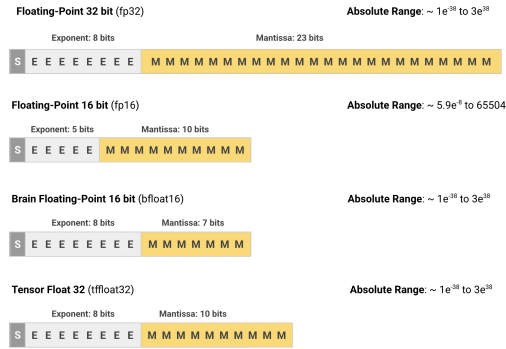 Floating-Point 32 bit (fp32) Absolute Range: ~ 1e⁻³⁸ to 3e³⁸
Exponent: 8 bits Mantissa: 23 bits
S E E E E E E E E M M M M M M M M M M M M M M M M M M M M M M M
Floating-Point 16 bit (fp16) Absolute Range: ~ 5.9e⁻⁸ to 65504
Exponent: 5 bits Mantissa: 10 bits
S E E E E E M M M M M M M M M M
Brain Floating-Point 16 bit (bfloat16) Absolute Range: ~ 1e⁻³⁸ to 3e³⁸
Exponent: 8 bits Mantissa: 7 bits
S E E E E E E E E M M M M M M M
Tensor Float 32 (tffloat32) Absolute Range: ~ 1e⁻³⁸ to 3e³⁸
Exponent: 8 bits Mantissa: 10 bits
S E E E E E E E E M M M M M M M M M M